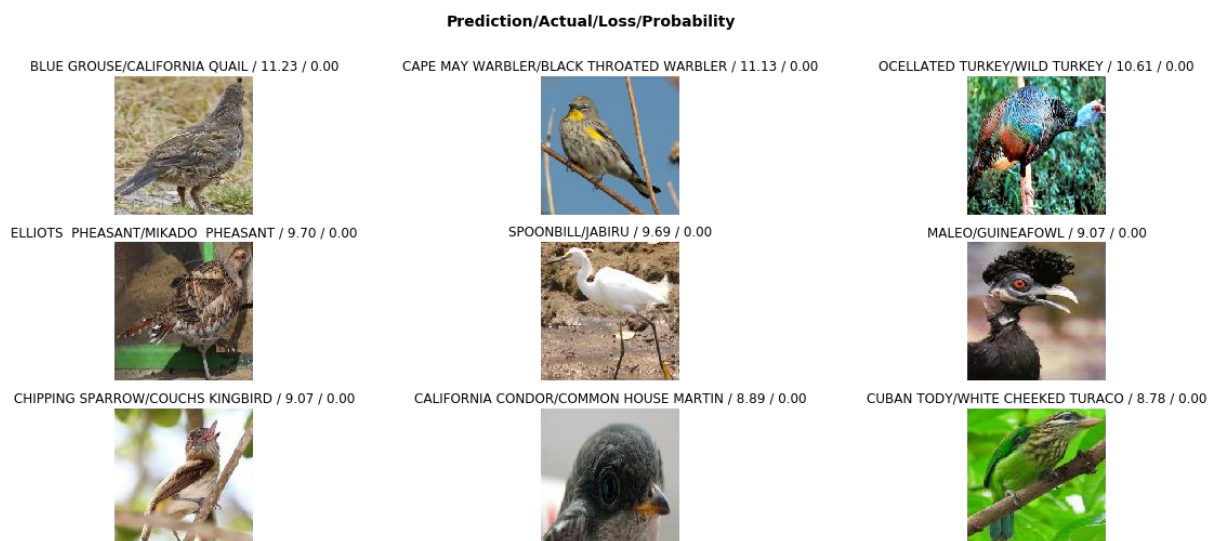 Prediction/Actual/Loss/Probability
BLUE GROUSE/CALIFORNIA QUAIL / 11.23 / 0.00
CAPE MAY WARBLER/BLACK THROATED WARBLER / 11.13 / 0.00
OCELLATED TURKEY/WILD TURKEY / 10.61 / 0.00
ELLIOTS  PHEASANT/MIKADO  PHEASANT / 9.70 / 0.00
SPOONBILL/JABIRU / 9.69 / 0.00
MALEO/GUINEAFOWL / 9.07 / 0.00
CHIPPING SPARROW/COUCHS KINGBIRD / 9.07 / 0.00
CALIFORNIA CONDOR/COMMON HOUSE MARTIN / 8.89 / 0.00
CUBAN TODY/WHITE CHEEKED TURACO / 8.78 / 0.00